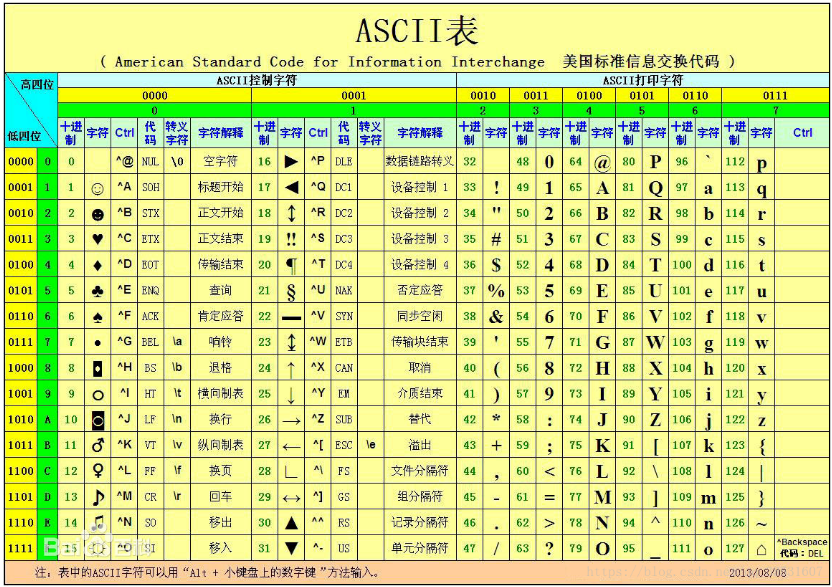 ASCII表
( American Standard Code for Information Interchange 美国标准信息交换代码 )
高四位 ASCII控制字符 ASCII打印字符
0000 0001 0010 0011 0100 0101 0110 0111
0 1 2 3 4 5 6 7
低四位 十进制 字符 Ctrl 代码 转义字符 字符解释 十进制 字符 Ctrl 代码 转义字符 字符解释 十进制 字符 十进制 字符 十进制 字符 十进制 字符 十进制 字符 十进制 字符 Ctrl
0000 0 0 ^@ NUL \0 空字符 16 ► ^P DLE 数据链路转义 32 48 0 64 @ 80 P 96 ` 112 p
0001 1 1 ☺ ^A SOH 标题开始 17 ◄ ^Q DC1 设备控制 1 33 ! 49 1 65 A 81 Q 97 a 113 q
0010 2 2 ☻ ^B STX 正文开始 18 ↕ ^R DC2 设备控制 2 34 " 50 2 66 B 82 R 98 b 114 r
0011 3 3 ♥ ^C ETX 正文结束 19 ‼ ^S DC3 设备控制 3 35 # 51 3 67 C 83 S 99 c 115 s
0100 4 4 ♦ ^D EOT 传输结束 20 ¶ ^T DC4 设备控制 4 36 $ 52 4 68 D 84 T 100 d 116 t
0101 5 5 ♣ ^E ENQ 查询 21 § ^U NAK 否定应答 37 % 53 5 69 E 85 U 101 e 117 u
0110 6 6 ♠ ^F ACK 肯定应答 22 ▬ ^V SYN 同步空闲 38 & 54 6 70 F 86 V 102 f 118 v
0111 7 7 • ^G BEL \a 响铃 23 ↨ ^W ETB 传输块结束 39 ' 55 7 71 G 87 W 103 g 119 w
1000 8 8 ◘ ^H BS \b 退格 24 ↑ ^X CAN 取消 40 ( 56 8 72 H 88 X 104 h 120 x
1001 9 9 ○ ^I HT \t 横向制表 25 ↓ ^Y EM 介质结束 41 ) 57 9 73 I 89 Y 105 i 121 y
1010 A 10 ◙ ^J LF \n 换行 26 → ^Z SUB 替代 42 * 58 : 74 J 90 Z 106 j 122 z
1011 B 11 ♂ ^K VT \v 纵向制表 27 ← ^[ ESC \e 溢出 43 + 59 ; 75 K 91 [ 107 k 123 {
1100 C 12 ♀ ^L FF \f 换页 28 ∟ ^\ FS 文件分隔符 44 , 60 < 76 L 92 \ 108 l 124 |
1101 D 13 ♪ ^M CR \r 回车 29 ↔ ^] GS 组分隔符 45 - 61 = 77 M 93 ] 109 m 125 }
1110 E 14 ♫ ^N SO 移出 30 ▲ ^^ RS 记录分隔符 46 . 62 > 78 N 94 ^ 110 n 126 ~
1111 F 15 ☼ ^O SI 移入 31 ▼ ^- US 单元分隔符 47 / 63 ? 79 O 95 _ 111 o 127 ⌂ ^Backspace 代码：DEL
注：表中的ASCII字符可以用“Alt + 小键盘上的数字键”方法输入。 2013/08/08